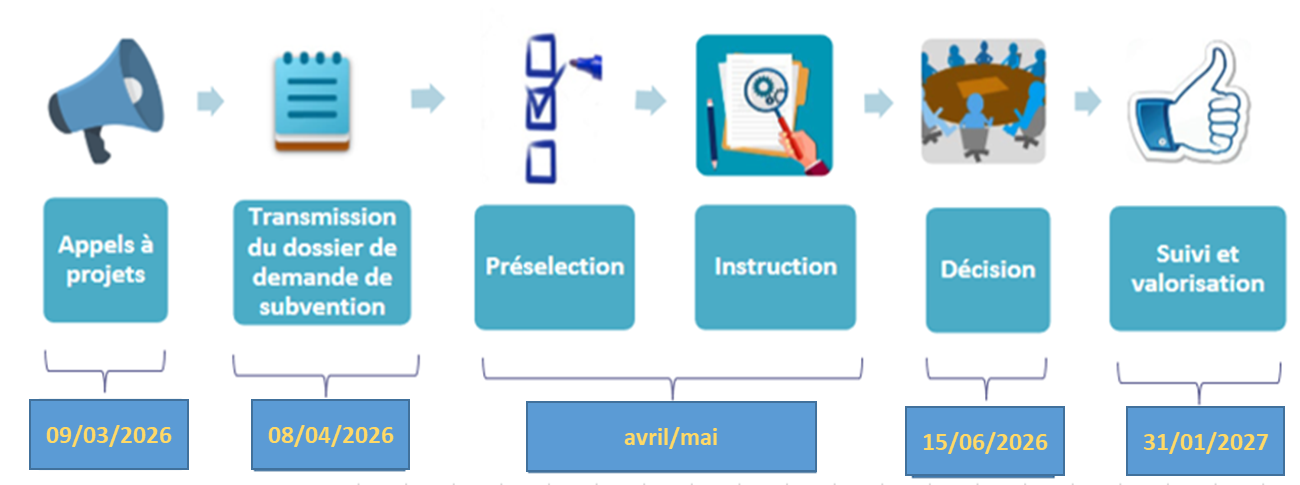 Appels à
projets
Transmission
du dossier de
demande de
subvention
Préselection
Instruction
Décision
Suivi et
valorisation
09/03/2026
08/04/2026
avril/mai
15/06/2026
31/01/2027